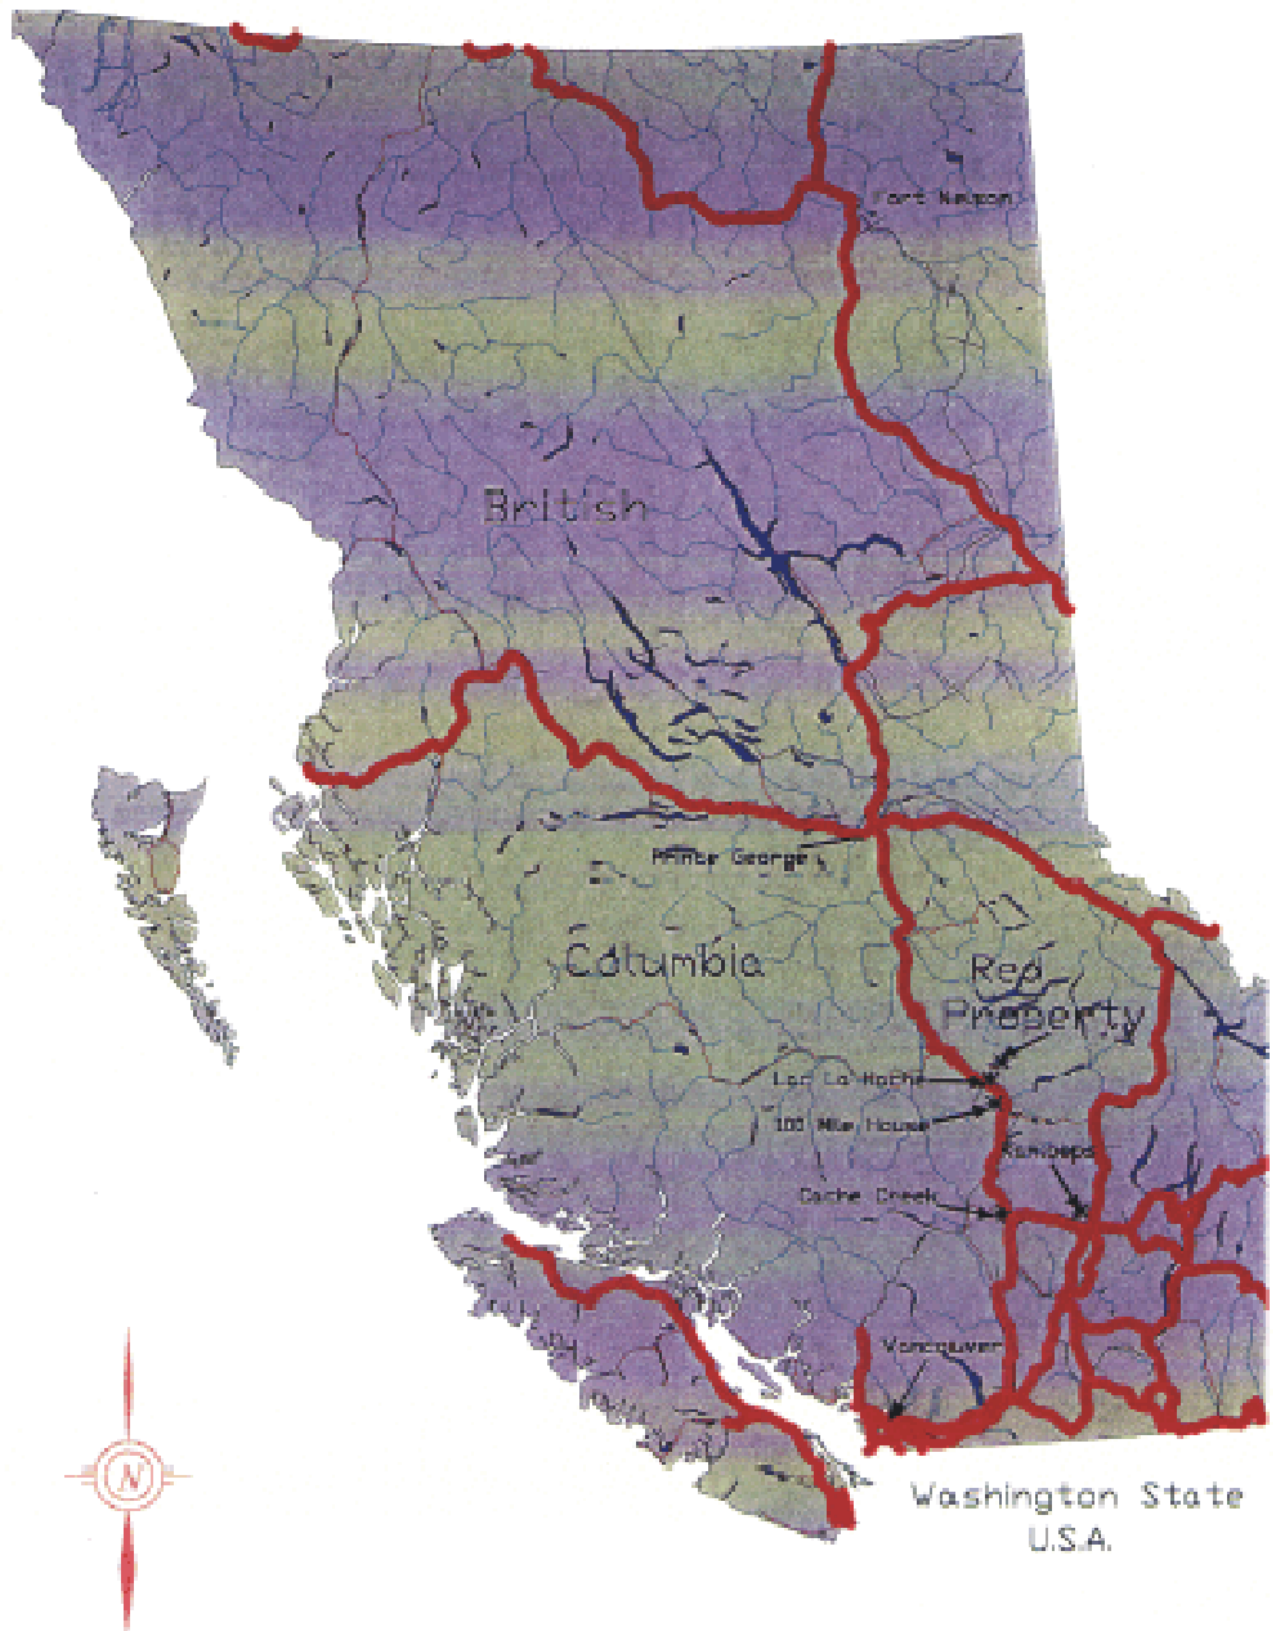 Fort Nelson
British
Prince George
Columbia
Rep
Property
Lac La Hache
100 Mile House
Kamloops
Cache Creek
Vancouver
Washington State
U.S.A.
N